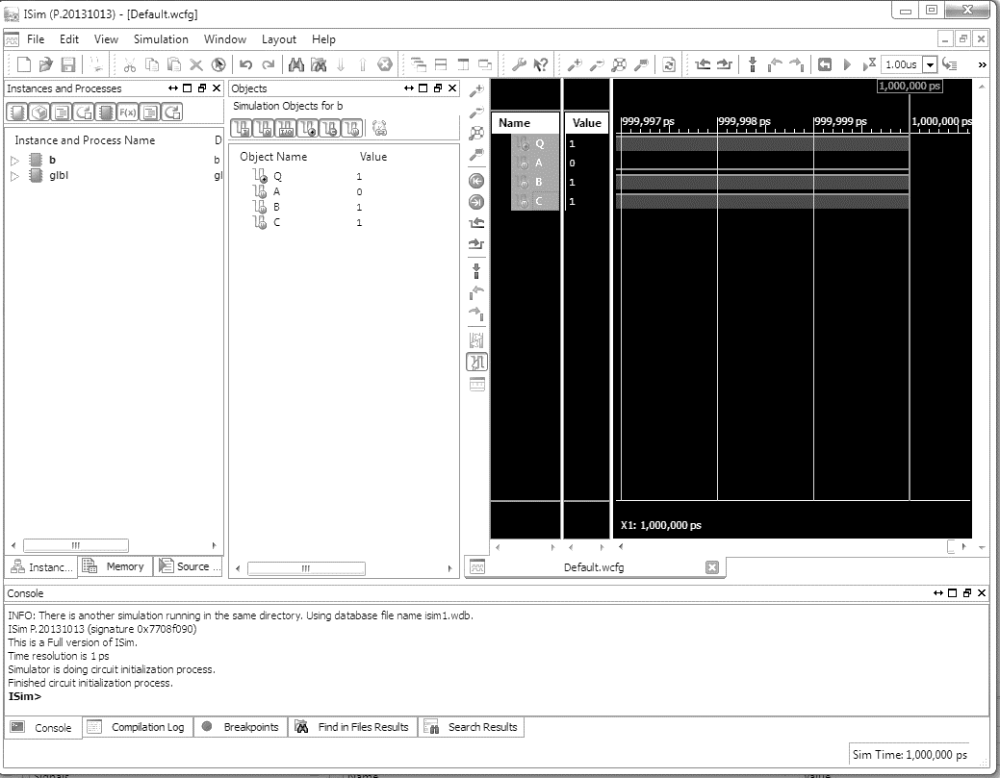 ISim (P.20131013) - [Default.wcfg]
File Edit View Simulation Window Layout Help
1.00us
»
Instances and Processes
F(x)
Instance and Process Name D
b b
glbl gl
Instanc... Memory Source ...
Objects
Simulation Objects for b
Object Name Value
Q 1
A 0
B 1
C 1
1,000,000 ps
Name Value
999,997 ps 999,998 ps 999,999 ps 1,000,000 ps
Q 1
A 0
B 1
C 1
X1: 1,000,000 ps
Default.wcfg
Console
INFO: There is another simulation running in the same directory. Using database file name isim1.wdb.
ISim P.20131013 (signature 0x7708f090)
This is a Full version of ISim.
Time resolution is 1 ps
Simulator is doing circuit initialization process.
Finished circuit initialization process.
ISim>
Console Compilation Log Breakpoints Find in Files Results Search Results
Sim Time: 1,000,000 ps